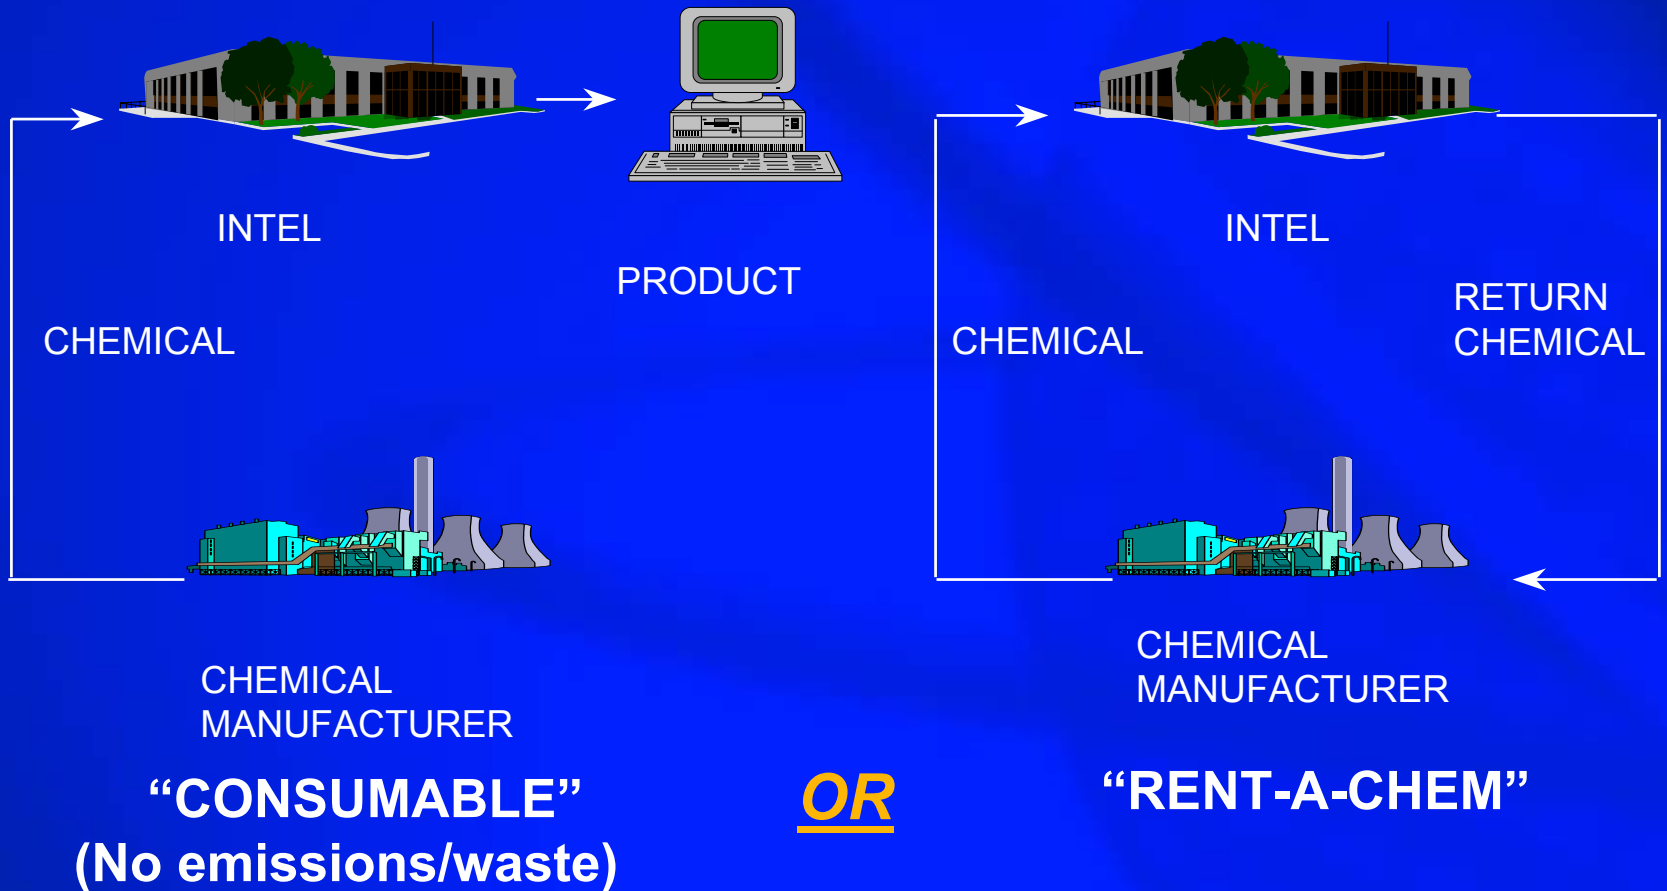 INTEL
PRODUCT
CHEMICAL
CHEMICAL
MANUFACTURER
“CONSUMABLE”
(No emissions/waste)
OR
INTEL
RETURN
CHEMICAL
CHEMICAL
CHEMICAL
MANUFACTURER
“RENT-A-CHEM”